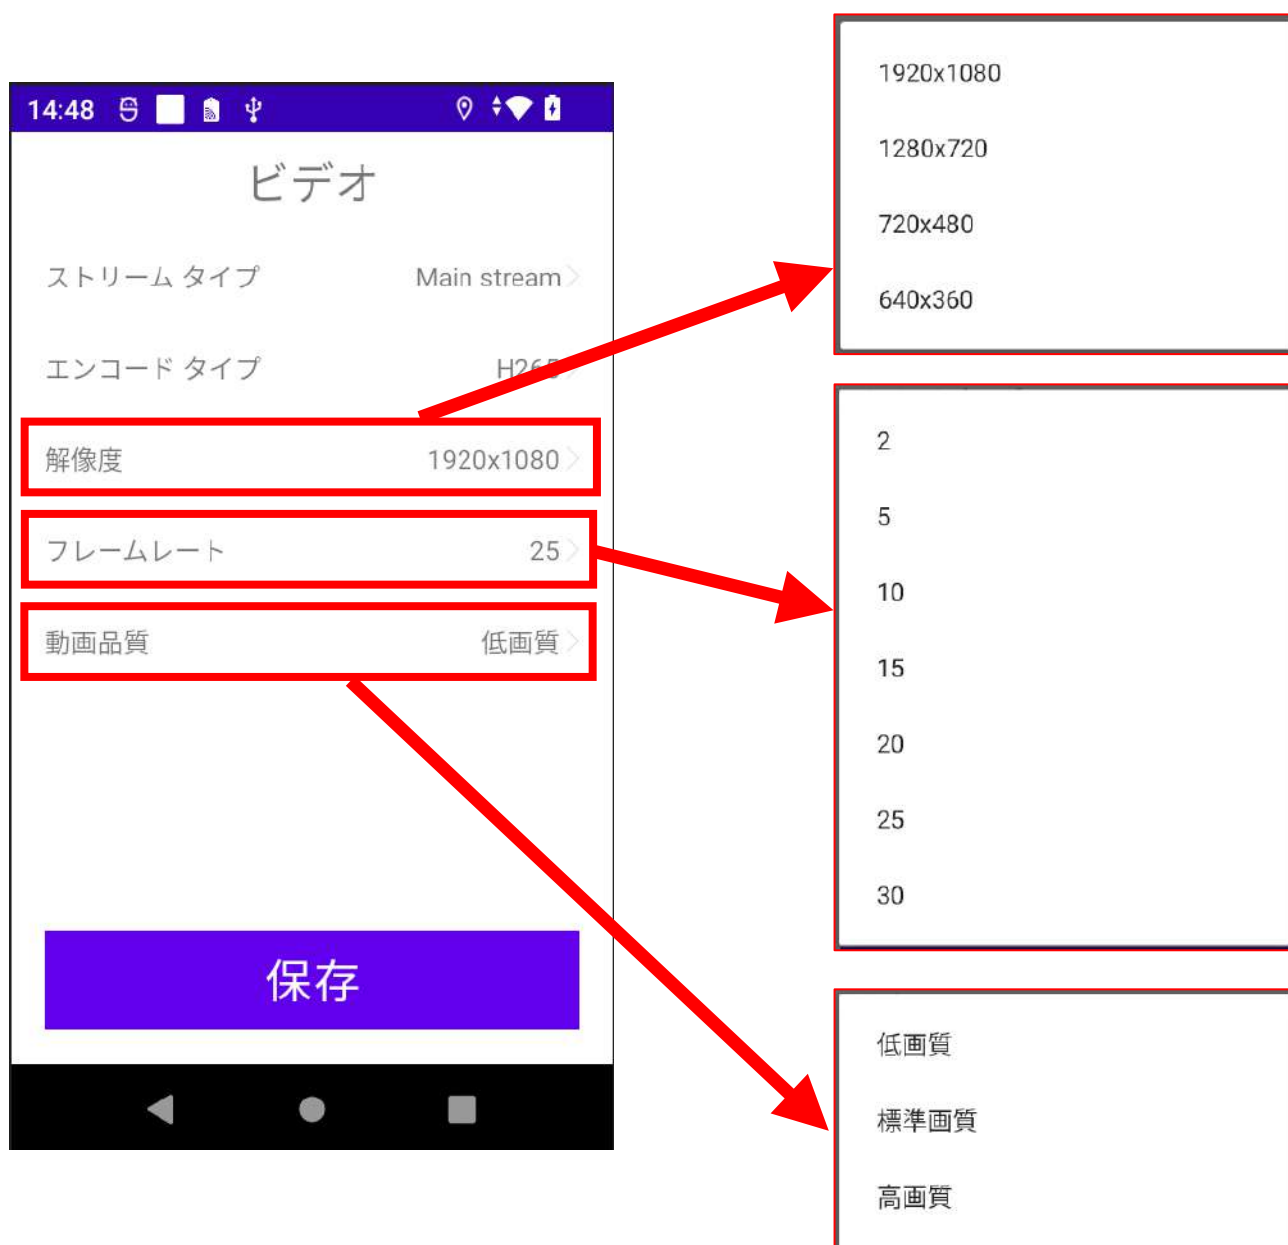 14:48
ビデオ
ストリーム タイプ Main stream
エンコード タイプ H265
解像度 1920x1080
フレームレート 25
動画品質 低画質
保存
1920x1080
1280x720
720x480
640x360
2
5
10
15
20
25
30
低画質
標準画質
高画質